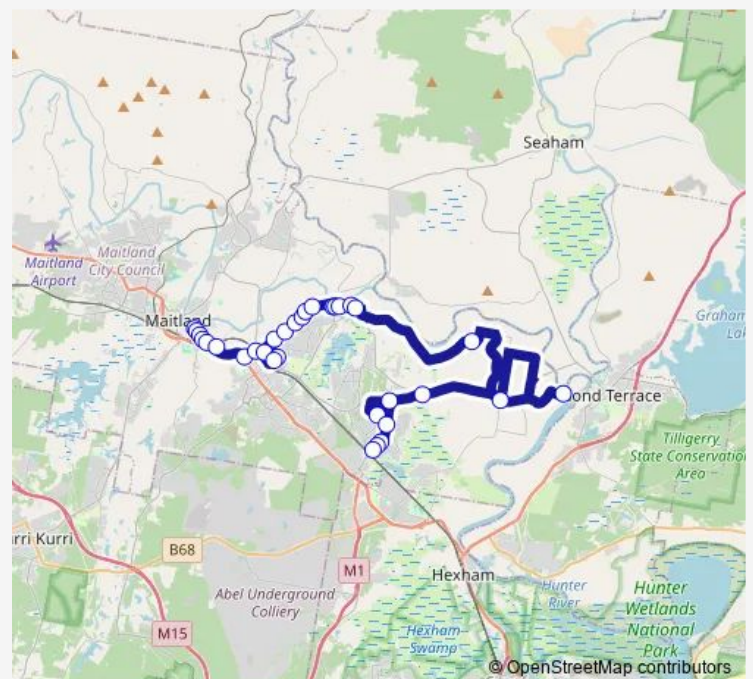 Seaham
Maitland
City Council
Maitland
Airport
Graham
Lak
Maitland
ond Terrace
Tilligerry
State Conservatio
Area
rri Kurri
B68
M1
Abel Underground
Colliery
Hexham
Hunter
River
Hunter
Wetlands
National
Park
M15
Hexham
Swamp
© OpenStreetMap contributors